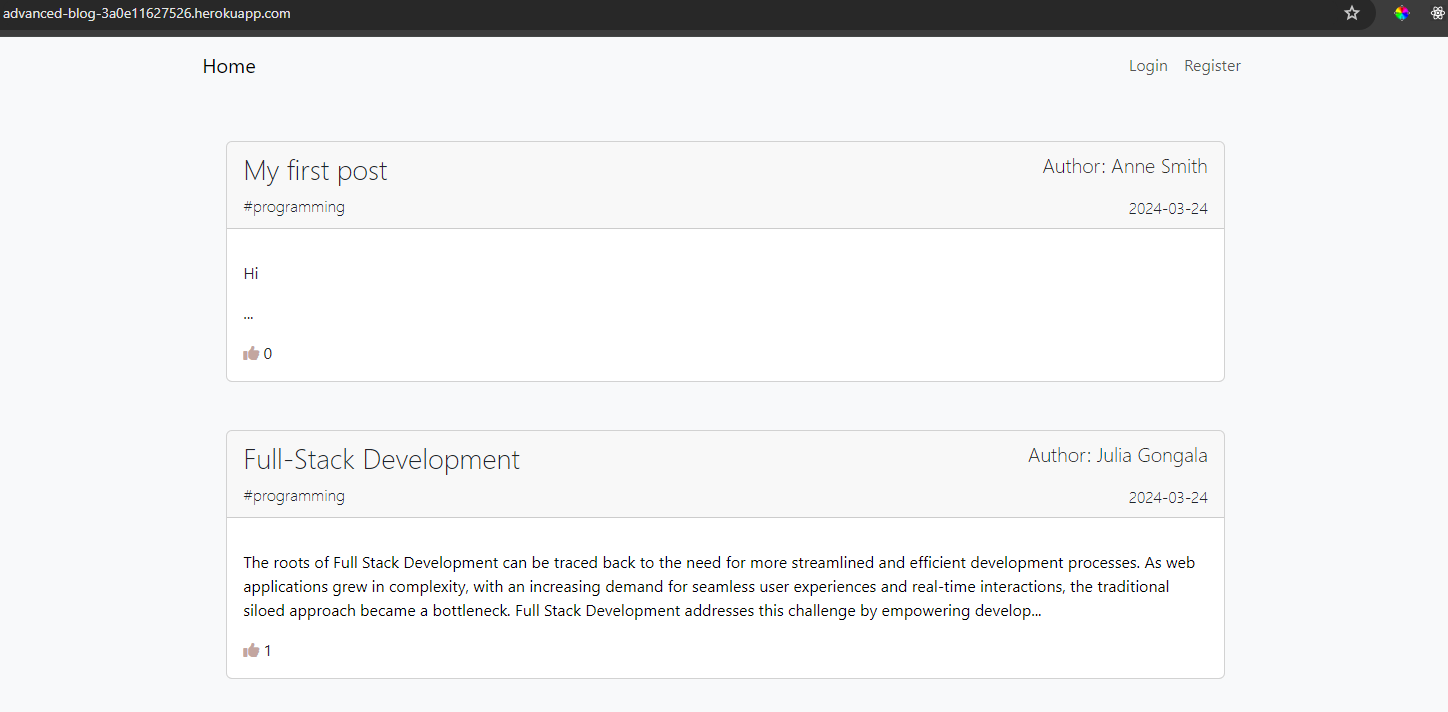 advanced-blog-3a0e11627526.herokuapp.com
Home Login Register
My first post Author: Anne Smith
#programming 2024-03-24
Hi
...
0
Full-Stack Development Author: Julia Gongala
#programming 2024-03-24
The roots of Full Stack Development can be traced back to the need for more streamlined and efficient development processes. As web
applications grew in complexity, with an increasing demand for seamless user experiences and real-time interactions, the traditional
siloed approach became a bottleneck. Full Stack Development addresses this challenge by empowering develop...
1